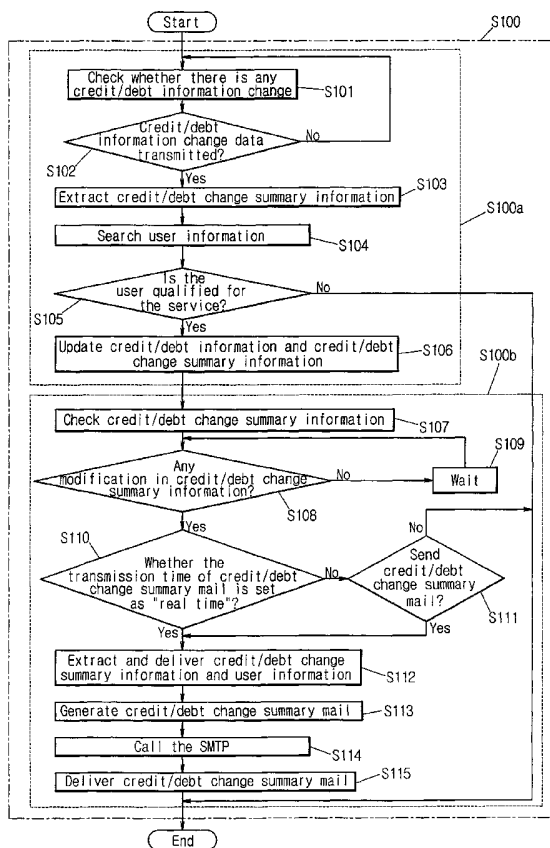 Start
S100
Check whether there is any
credit/debt information change
S101
Credit/debt
information change data
transmitted?
No
S102
Yes
S103
Extract credit/debt change summary information
S100a
Search user information
S104
Is the
user qualified for
the service?
No
S105
Yes
Update credit/debt information and credit/debt
change summary information
S106
S100b
Check credit/debt change summary information
S107
S109
Any
modification in credit/debt change
summary information?
No
Wait
S108
S110
Yes
No
Whether the
transmission time of credit/debt
change summary mail is set
as "real time"?
No
Send
credit/debt
change summary
mail?
S111
Yes
Yes
Extract and deliver credit/debt change
summary information and user information
S112
Generate credit/debt change summary mail
S113
Call the SMTP
S114
Deliver credit/debt change summary mail
S115
End